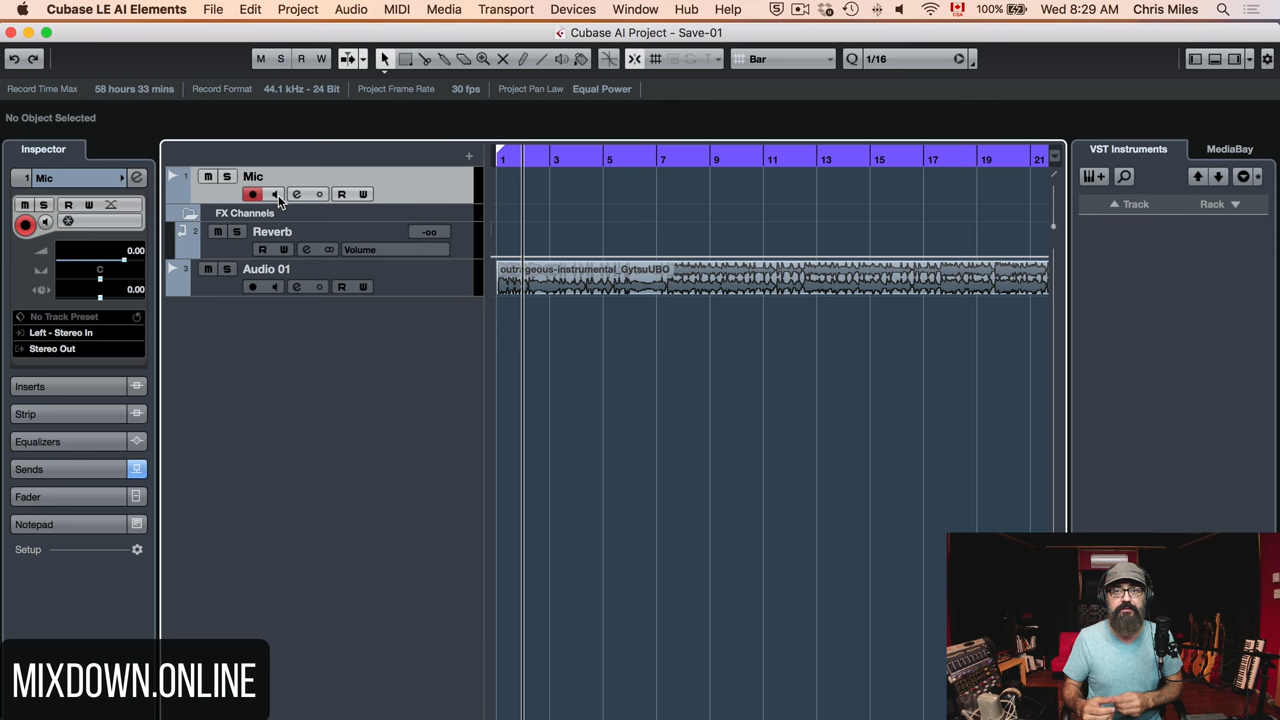 Cubase LE AI Elements File Edit Project Audio MIDI Media Transport Devices Window Hub Help 100% Wed 8:29 AM Chris Miles
Cubase AI Project - Save-01
M S R W Bar Q 1/16
Record Time Max 58 hours 33 mins Record Format 44.1 kHz - 24 Bit Project Frame Rate 30 fps Project Pan Law Equal Power
No Object Selected
Inspector
VST Instruments MediaBay
1 3 5 7 9 11 13 15 17 19 21
1 Mic
M S R W
1 m S Mic
R W
Track Rack
FX Channels
2 m S Reverb -oo
R W Volume
0.00
C
0.00
3 m S Audio 01
R W
outrageous-instrumental_GytsuUBO
No Track Preset
Left - Stereo In
Stereo Out
Inserts
Strip
Equalizers
Sends
Fader
Notepad
Setup
MIXDOWN.ONLINE